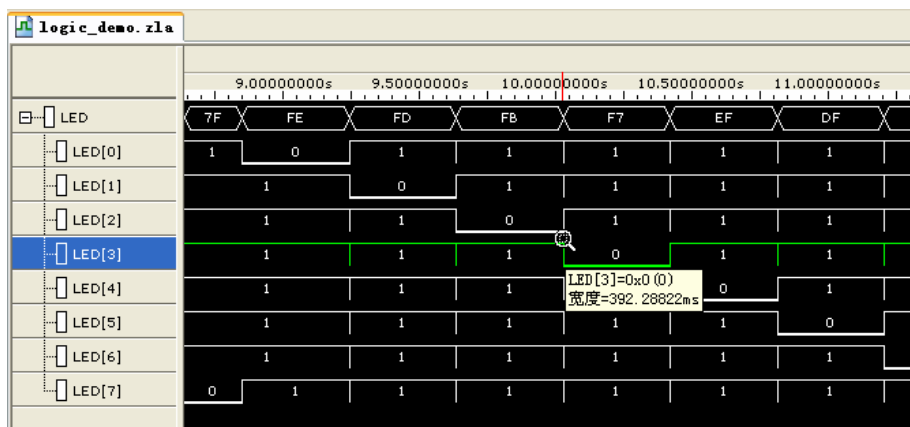 logic_demo.zla
9.00000000s 9.50000000s 10.00000000s 10.50000000s 11.00000000s
LED 7F FE FD FB F7 EF DF
LED[0] 1 0 1 1 1 1 1
LED[1] 1 0 1 1 1 1
LED[2] 1 1 0 1 1 1
LED[3] 1 1 1 0 1 1
LED[4] 1 1 1 0 1
LED[3]=0x0(0)
宽度=392.28822ms
LED[5] 1 1 1 1 1 0
LED[6] 1 1 1 1 1 1
LED[7] 0 1 1 1 1 1 1